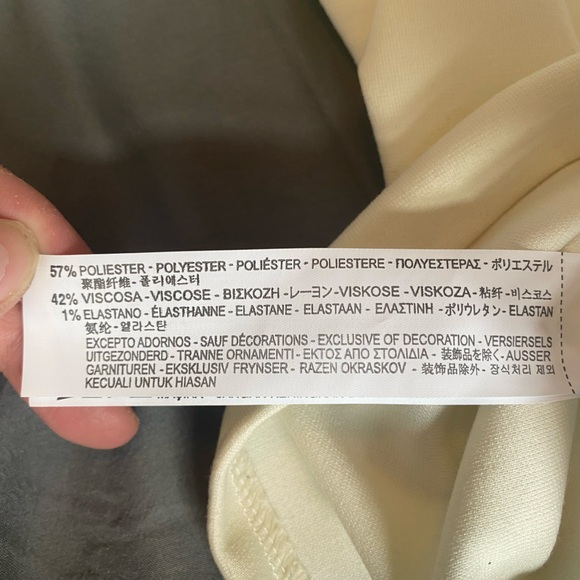 57% POLIESTER - POLYESTER - POLIÉSTER - POLIESTERE - ΠΟΛΥΕΣΤΕΡΑΣ - ポリエステル
聚酯纤维 - 폴리에스터
42% VISCOSA - VISCOSE - ΒΙΣΚΟΖΗ - レーヨン - VISKOSE - VISKOZA - 粘纤 - 비스코스
1% ELASTANO - ÉLASTHANNE - ELASTANE - ELASTAAN - ΕΛΑΣΤΙΝΗ - ポリウレタン - ELASTAN
氨纶 - 엘라스탄
EXCEPTO ADORNOS - SAUF DÉCORATIONS - EXCLUSIVE OF DECORATION - VERSIERSELS
UITGEZONDERD - TRANNE ORNAMENTI - ΕΚΤΟΣ ΑΠΟ ΣΤΟΛΙΔΙΑ - 装飾品を除く - AUSSER
GARNITUREN - EKSKLUSIV FRYNSER - RAZEN OKRASKOV - 装饰品除外 - 장식처리 제외
KECUALI UNTUK HIASAN